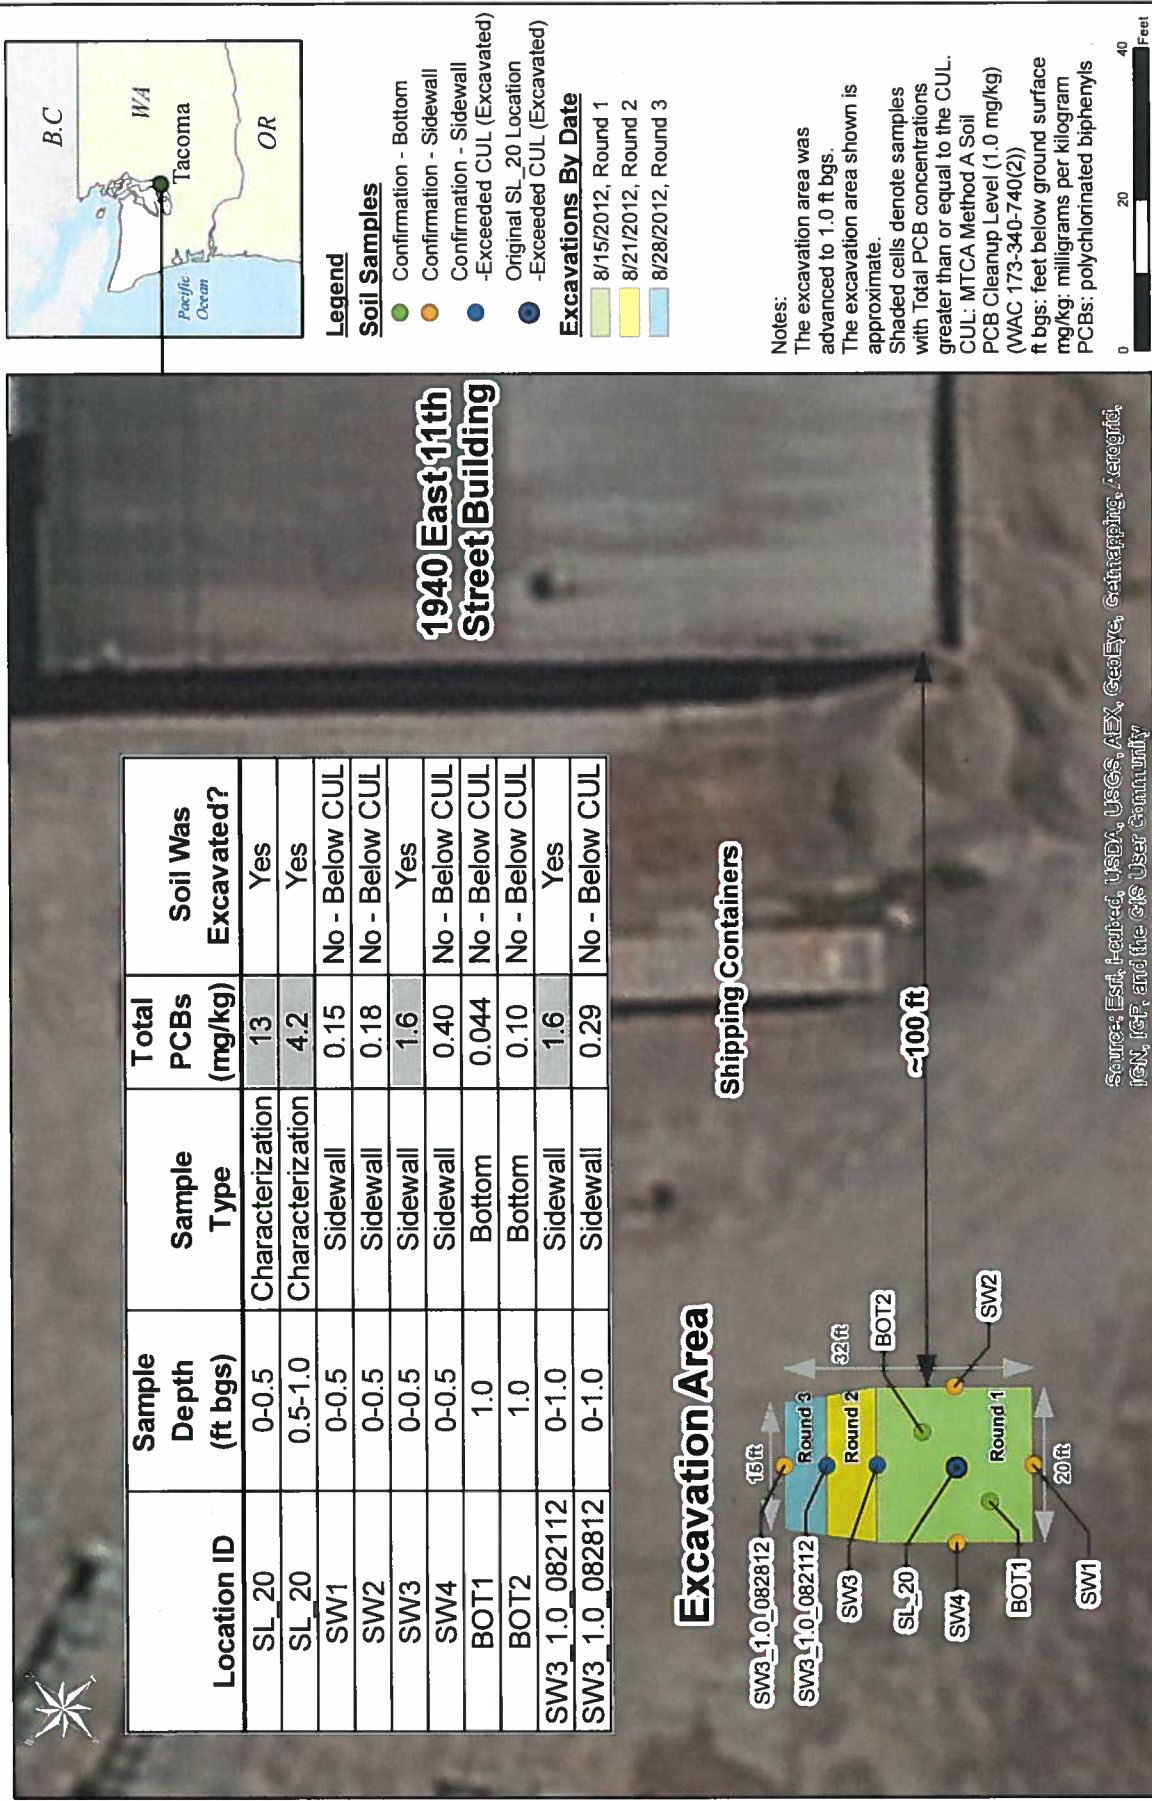 Location ID | Sample Depth (ft bgs) | Sample Type | Total PCBs (mg/kg) | Soil Was Excavated?
SL_20 | 0-0.5 | Characterization | 13 | Yes
SL_20 | 0.5-1.0 | Characterization | 4.2 | Yes
SW1 | 0-0.5 | Sidewall | 0.15 | No - Below CUL
SW2 | 0-0.5 | Sidewall | 0.18 | No - Below CUL
SW3 | 0-0.5 | Sidewall | 1.6 | Yes
SW4 | 0-0.5 | Sidewall | 0.40 | No - Below CUL
BOT1 | 1.0 | Bottom | 0.044 | No - Below CUL
BOT2 | 1.0 | Bottom | 0.10 | No - Below CUL
SW3_1.0_082112 | 0-1.0 | Sidewall | 1.6 | Yes
SW3_1.0_082812 | 0-1.0 | Sidewall | 0.29 | No - Below CUL
1940 East 11th
Street Building
Shipping Containers
~100 ft
Excavation Area
15 ft
32 ft
20 ft
Round 3
Round 2
Round 1
SW3_1.0_082812
SW3_1.0_082112
SW3
SL_20
SW4
BOT1
SW1
BOT2
SW2
Source: Esri, i-cubed, USDA, USGS, AEX, GeoEye, Getmapping, Aerogrid,
IGN, IGP, and the GIS User Community
B.C
WA
Tacoma
OR
Pacific
Ocean
Legend
Soil Samples
Confirmation - Bottom
Confirmation - Sidewall
Confirmation - Sidewall
-Exceeded CUL (Excavated)
Original SL_20 Location
-Exceeded CUL (Excavated)
Excavations By Date
8/15/2012, Round 1
8/21/2012, Round 2
8/28/2012, Round 3
Notes:
The excavation area was
advanced to 1.0 ft bgs.
The excavation area shown is
approximate.
Shaded cells denote samples
with Total PCB concentrations
greater than or equal to the CUL.
CUL: MTCA Method A Soil
PCB Cleanup Level (1.0 mg/kg)
(WAC 173-340-740(2))
ft bgs: feet below ground surface
mg/kg: milligrams per kilogram
PCBs: polychlorinated biphenyls
0 20 40
Feet